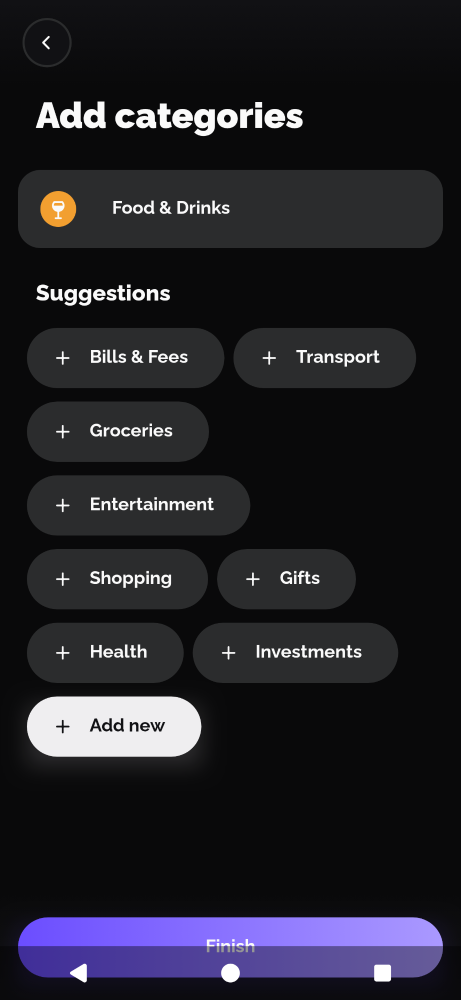 Add categories
Food & Drinks
Suggestions
Bills & Fees
Transport
Groceries
Entertainment
Shopping
Gifts
Health
Investments
Add new
Finish